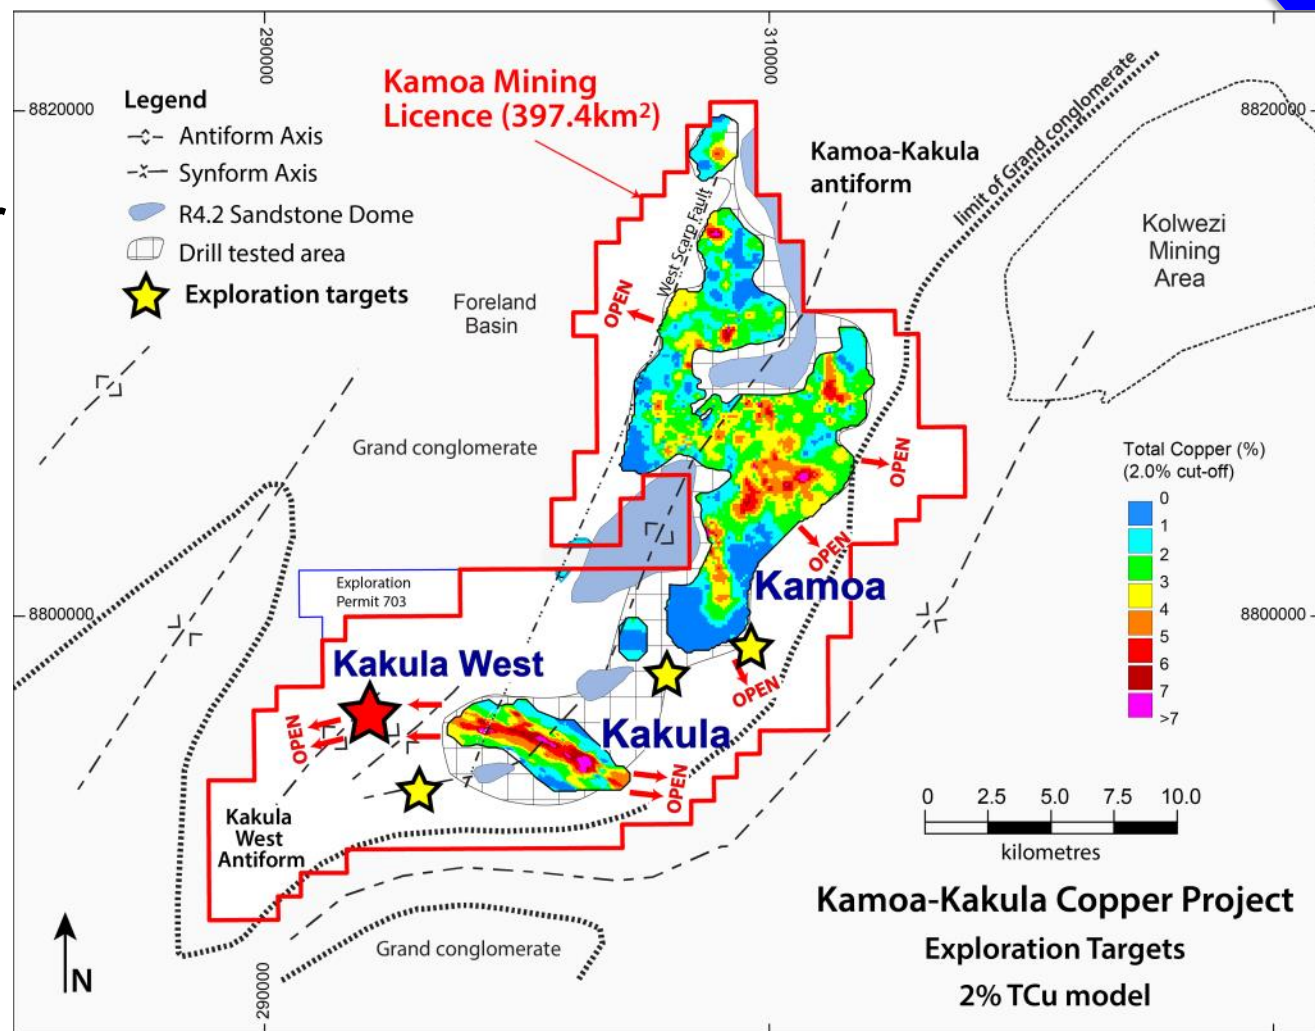 290000
310000
8820000
8820000
Legend
Antiform Axis
Synform Axis
R4.2 Sandstone Dome
Drill tested area
Exploration targets
Kamoa Mining
Licence (397.4km²)
Kamoa-Kakula
antiform
limit of Grand conglomerate
Kolwezi
Mining
Area
West Scarp Fault
Foreland
Basin
OPEN
Grand conglomerate
OPEN
OPEN
Total Copper (%)
(2.0% cut-off)
0
1
2
3
4
5
6
7
>7
Exploration
Permit 703
Kamoa
8800000
8800000
Kakula West
OPEN
OPEN
Kakula
OPEN
Kakula
West
Antiform
0 2.5 5.0 7.5 10.0
kilometres
Kamoa-Kakula Copper Project
Exploration Targets
2% TCu model
Grand conglomerate
N
290000